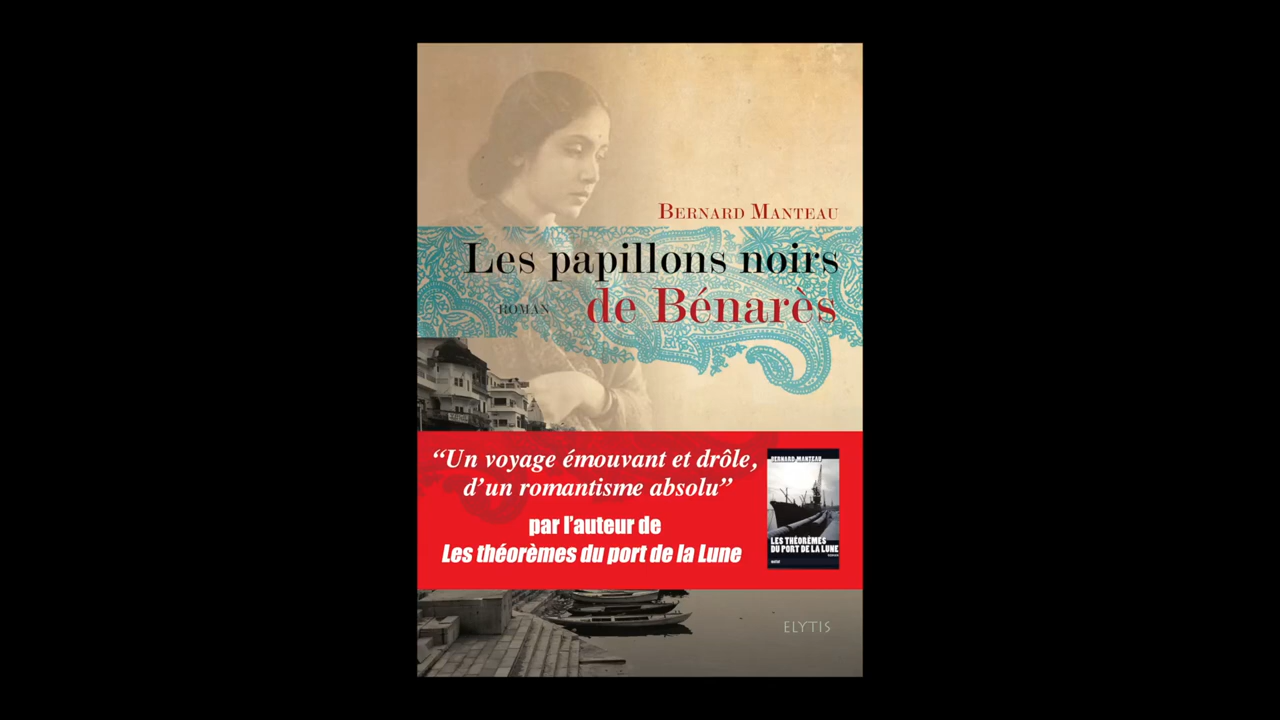 BERNARD MANTEAU
Les papillons noirs
ROMAN de Bénarès
“Un voyage émouvant et drôle,
d’un romantisme absolu”
par l’auteur de
Les théorèmes du port de la Lune
BERNARD MANTEAU
LES THÉORÈMES
DU PORT DE LA LUNE
ELYTIS